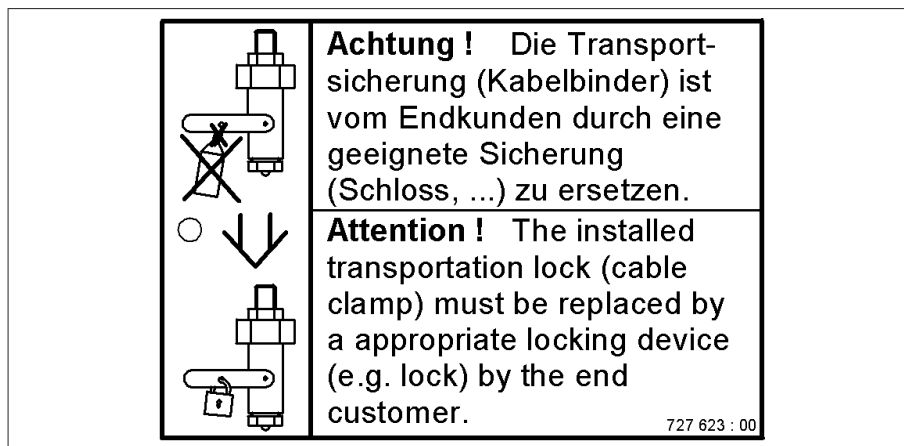 Achtung ! Die Transport-
sicherung (Kabelbinder) ist
vom Endkunden durch eine
geeignete Sicherung
(Schloss, ...) zu ersetzen.
Attention ! The installed
transportation lock (cable
clamp) must be replaced by
a appropriate locking device
(e.g. lock) by the end
customer.
727 623 : 00